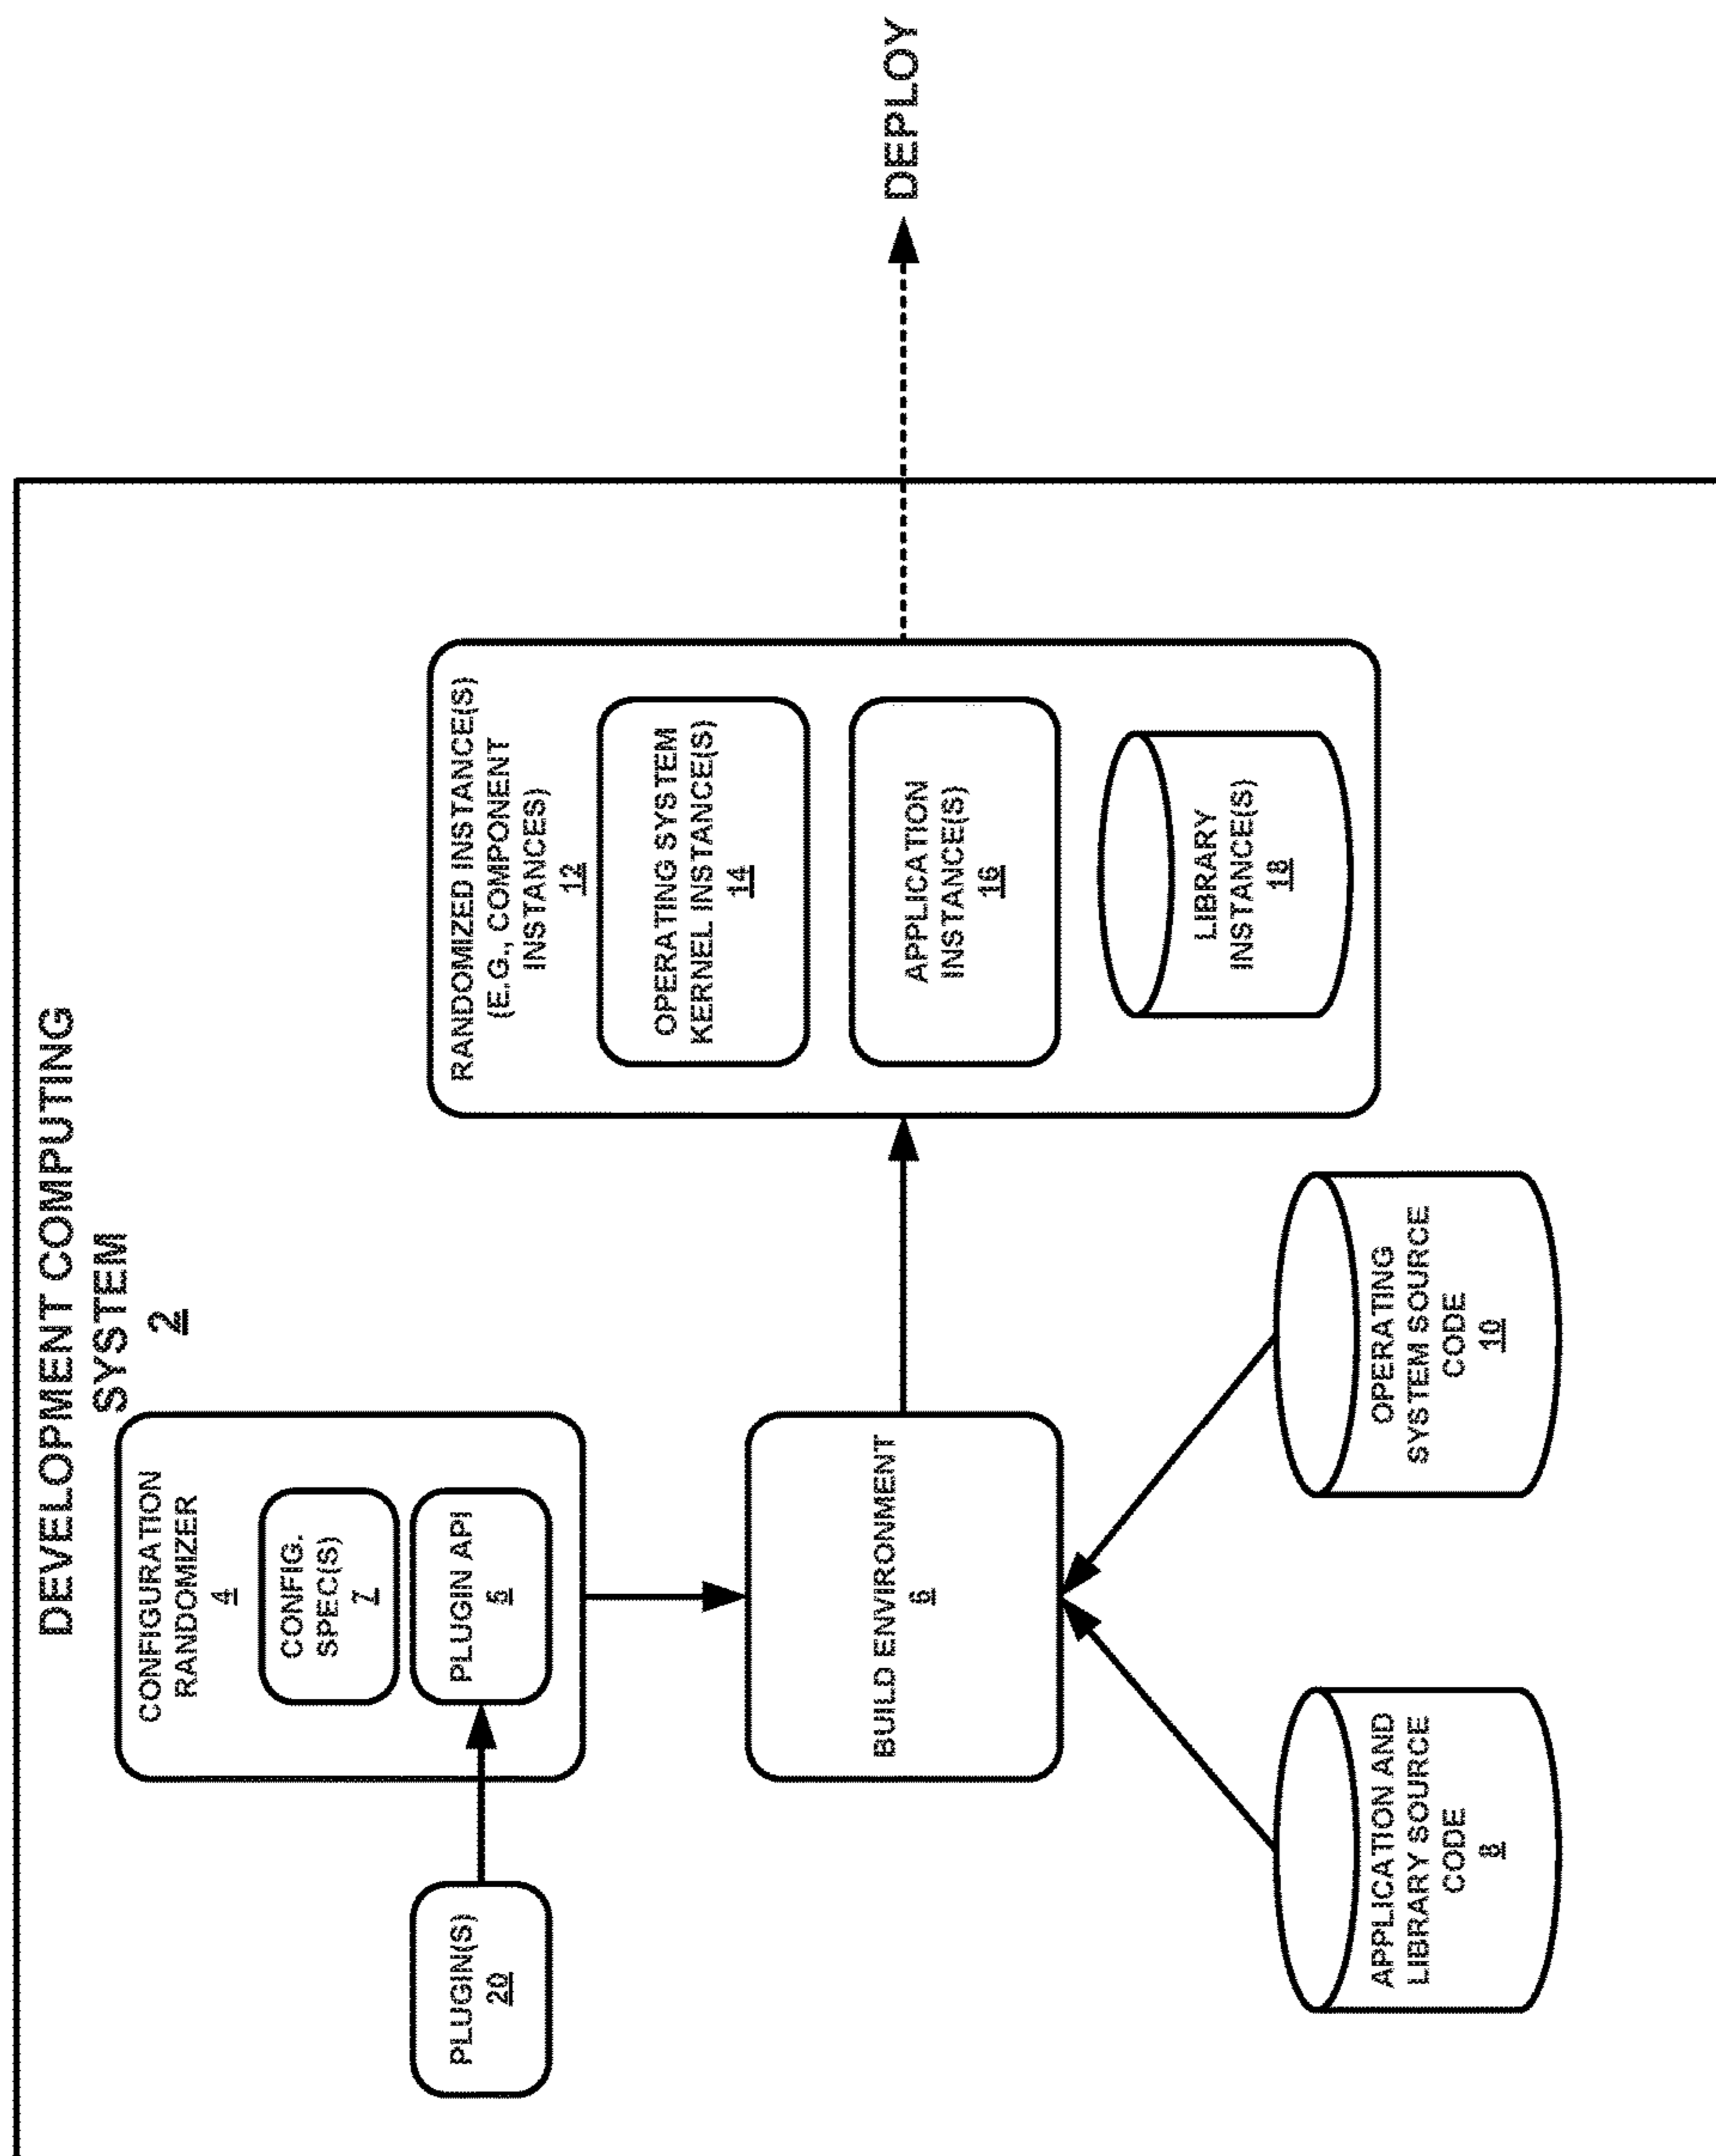 DEVELOPMENT COMPUTING
SYSTEM
2
CONFIGURATION
RANDOMIZER
4
CONFIG.
SPEC(S)
7
PLUGIN API
5
PLUGIN(S)
20
BUILD ENVIRONMENT
6
APPLICATION AND
LIBRARY SOURCE
CODE
8
OPERATING
SYSTEM SOURCE
CODE
10
RANDOMIZED INSTANCE(S)
(E.G., COMPONENT
INSTANCES)
12
OPERATING SYSTEM
KERNEL INSTANCE(S)
14
APPLICATION
INSTANCE(S)
16
LIBRARY
INSTANCE(S)
18
DEPLOY